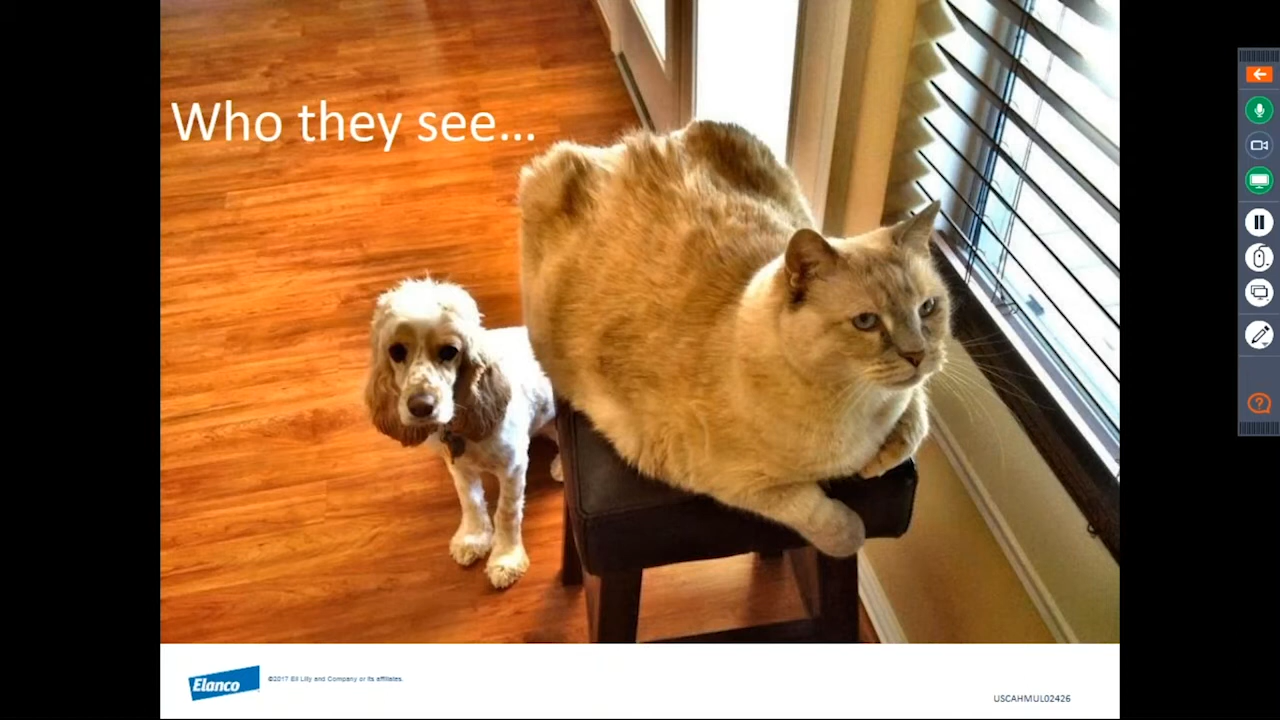 Who they see...
Elanco
©2017 Eli Lilly and Company or its affiliates.
USCAHMUL02426